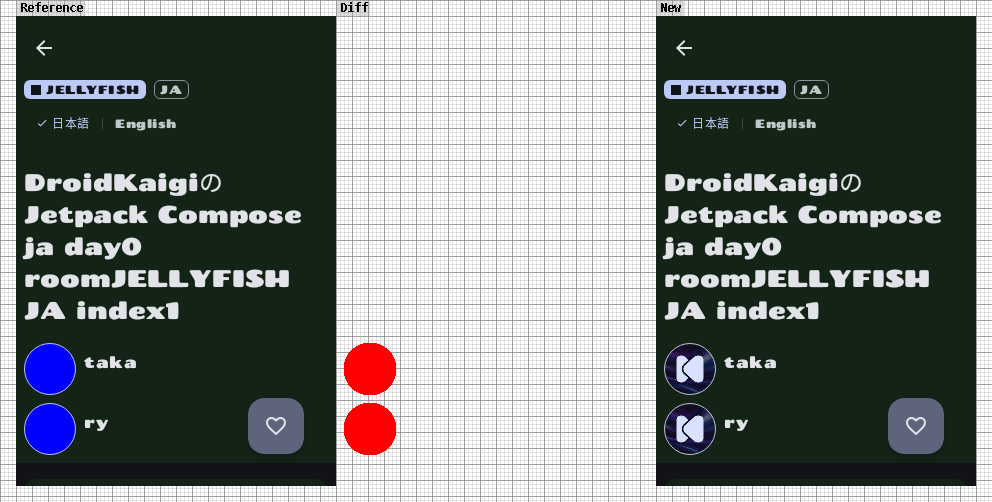 Reference
Diff
New
JELLYFISH JA
日本語 English
DroidKaigiの
Jetpack Compose
ja day0
roomJELLYFISH
JA index1
taka
ry
JELLYFISH JA
日本語 English
DroidKaigiの
Jetpack Compose
ja day0
roomJELLYFISH
JA index1
taka
ry